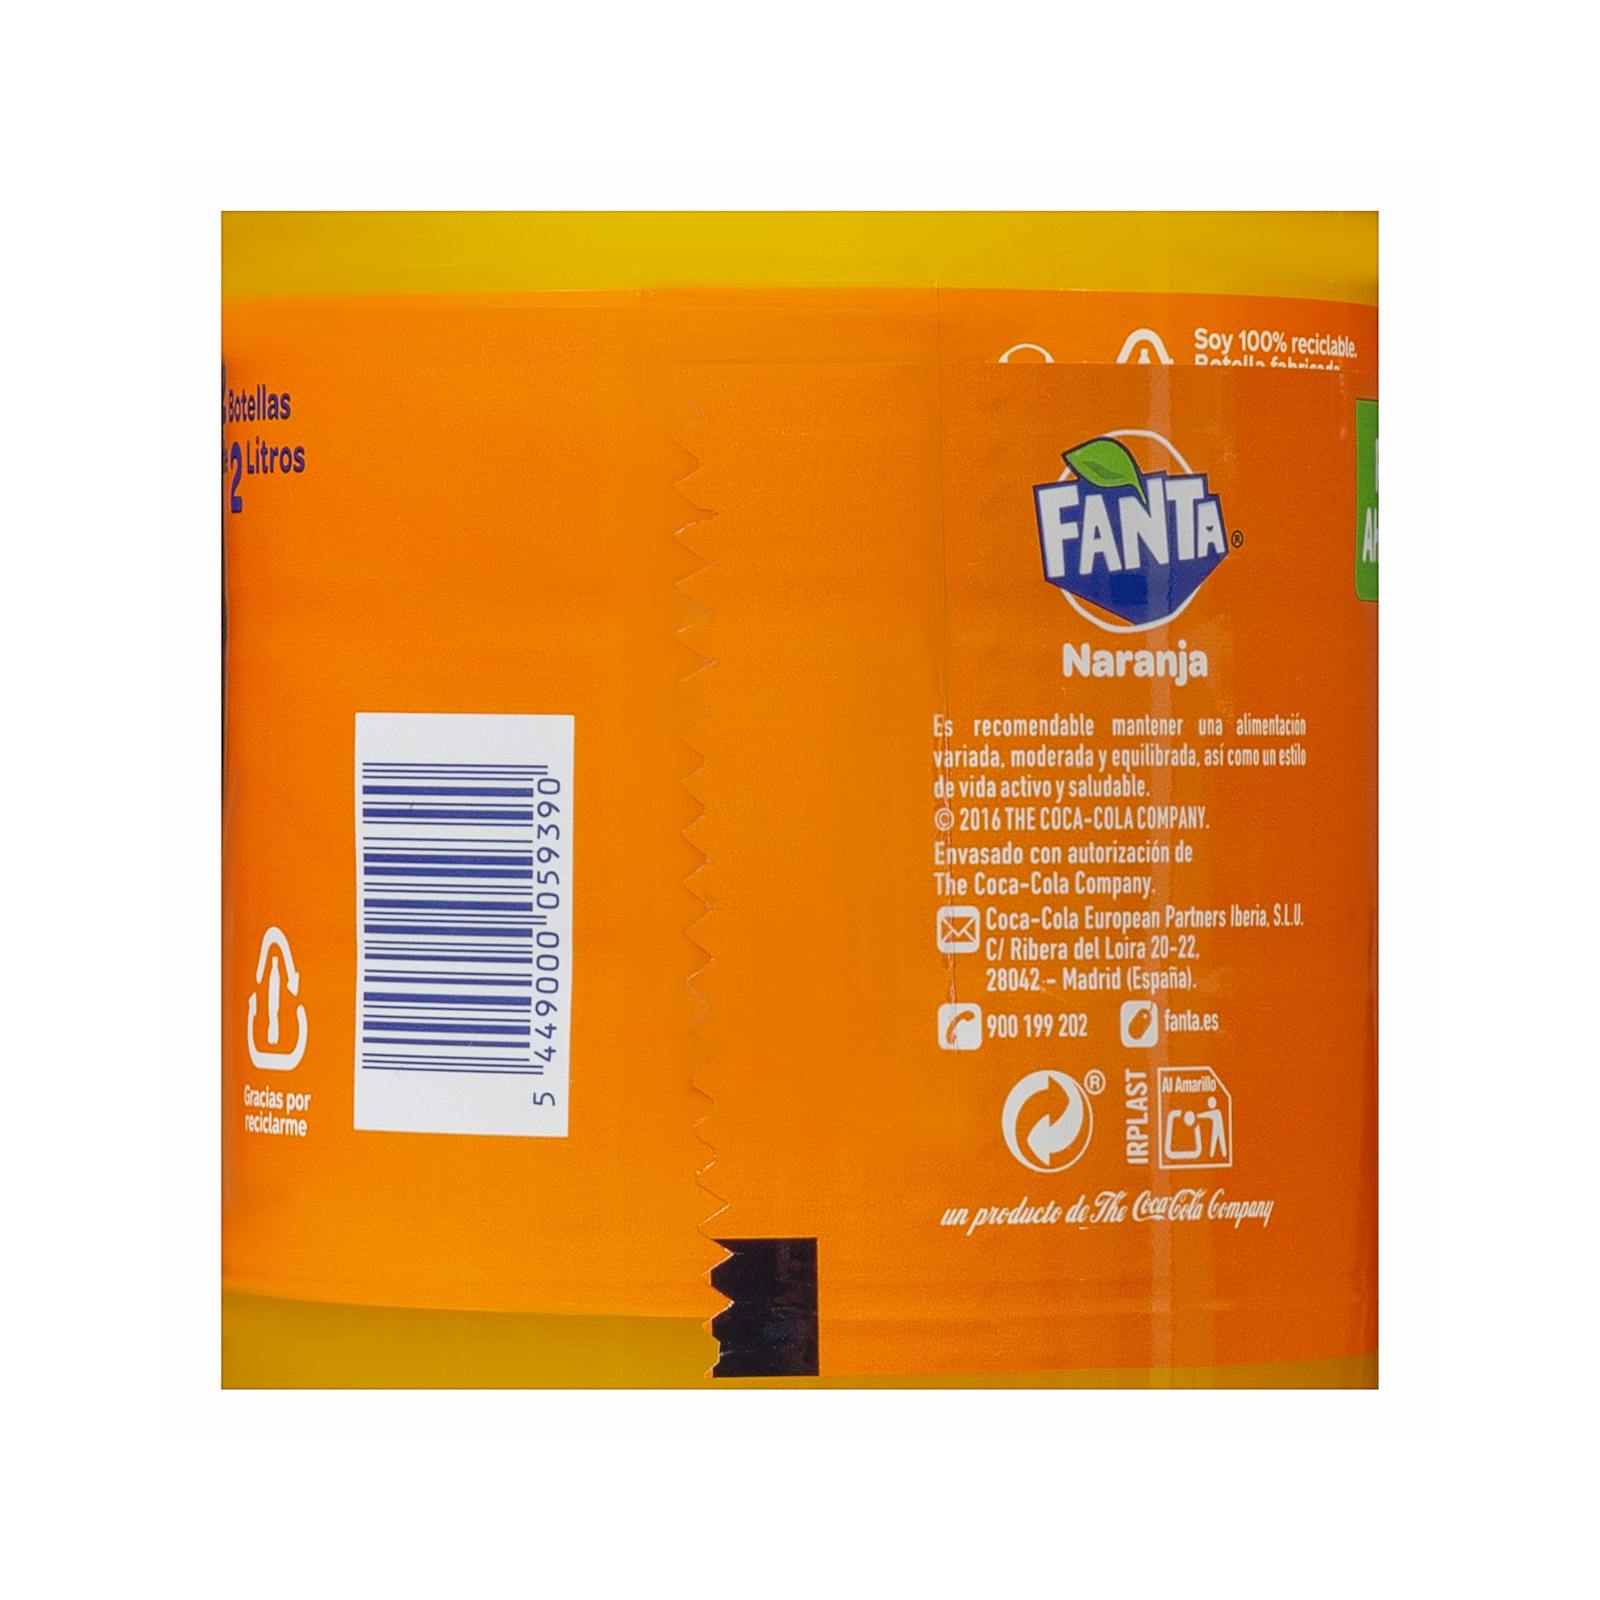 Botellas
2 Litros
5 449000 059390
Gracias por
reciclarme
Soy 100% reciclable.
Botella fabricada
FANTA®
Naranja
Es recomendable mantener una alimentación
variada, moderada y equilibrada, así como un estilo
de vida activo y saludable.
© 2016 THE COCA-COLA COMPANY.
Envasado con autorización de
The Coca-Cola Company.
Coca-Cola European Partners Iberia, S.L.U.
C/ Ribera del Loira 20-22,
28042 - Madrid (España).
900 199 202
fanta.es
®
IRPLAST
Al Amarillo
un producto de The Coca-Cola Company